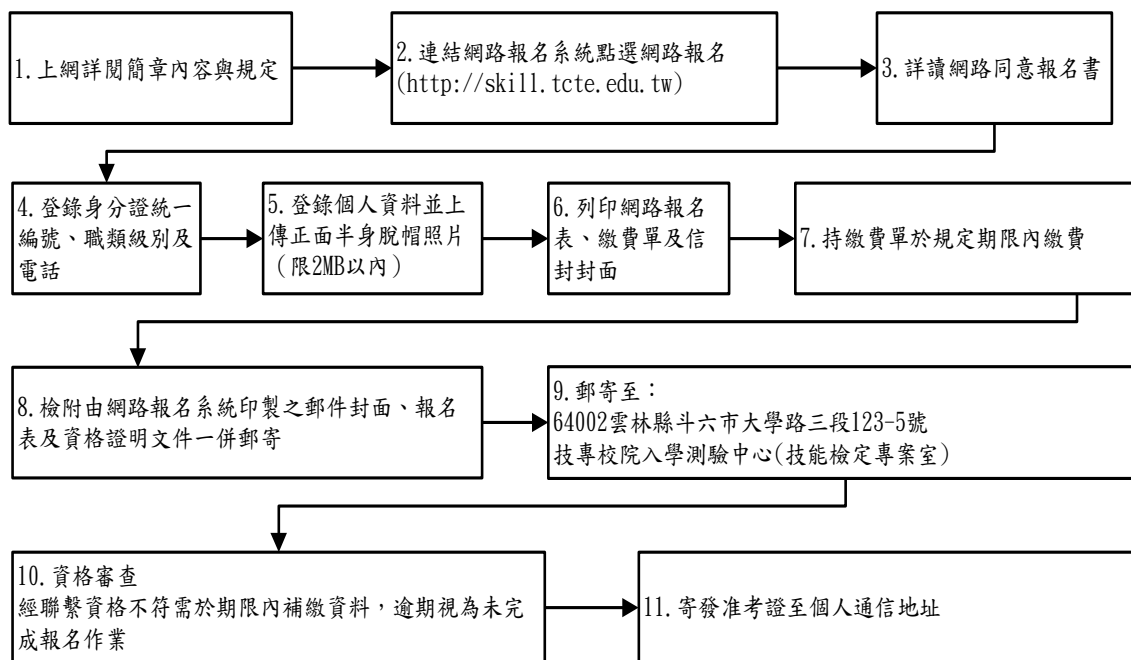 1.上網詳閱簡章內容與規定
2.連結網路報名系統點選網路報名
(http://skill.tcte.edu.tw)
3.詳讀網路同意報名書
4.登錄身分證統一
編號、職類級別及
電話
5.登錄個人資料並上
傳正面半身脫帽照片
(限2MB以內)
6.列印網路報名
表、繳費單及信
封封面
7.持繳費單於規定期限內繳費
8.檢附由網路報名系統印製之郵件封面、報名
表及資格證明文件一併郵寄
9.郵寄至：
64002雲林縣斗六市大學路三段123-5號
技專校院入學測驗中心(技能檢定專案室)
10.資格審查
經聯繫資格不符需於期限內補繳資料，逾期視為未完
成報名作業
11.寄發准考證至個人通信地址